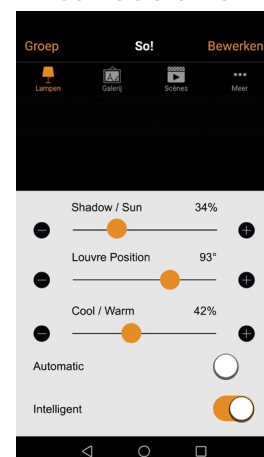 Groep So! Bewerken
Lampen Galerij Scènes Meer
Shadow / Sun 34%
Louvre Position 93°
Cool / Warm 42%
Automatic
Intelligent